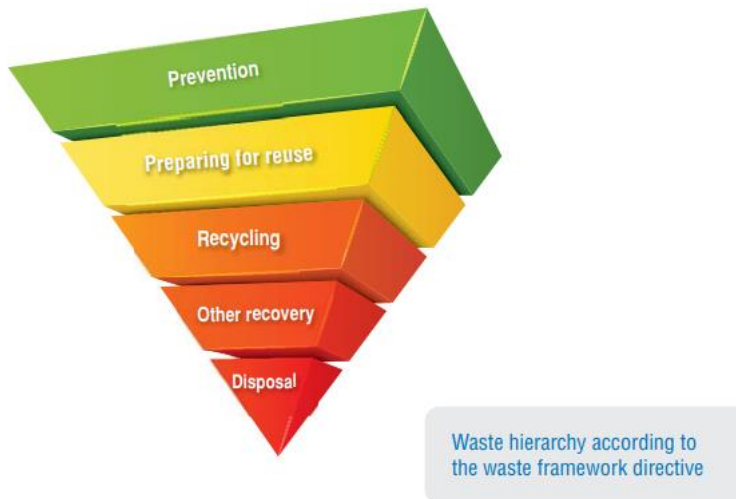 Prevention
Preparing for reuse
Recycling
Other recovery
Disposal
Waste hierarchy according to
the waste framework directive